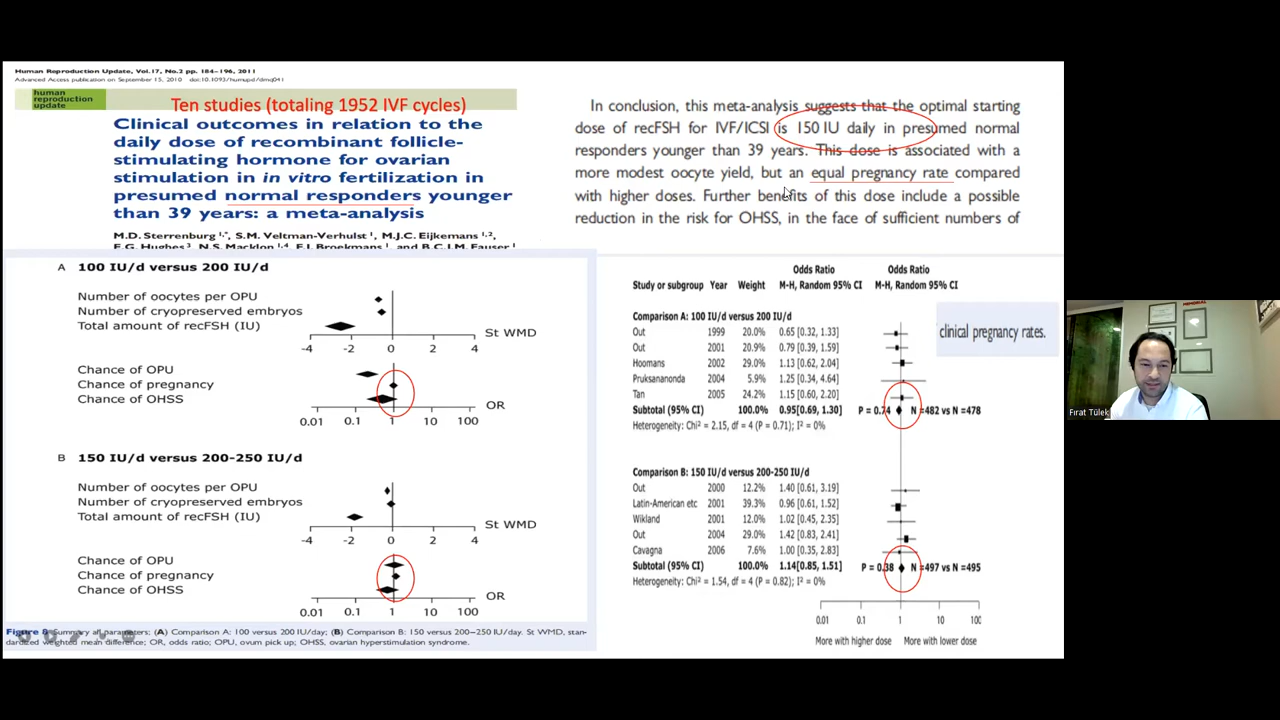 Human Reproduction Update, Vol.17, No.2 pp. 184–196, 2011
Advanced Access publication on September 15, 2010 doi:10.1093/humupd/dmq041
human
reproduction
update
Ten studies (totaling 1952 IVF cycles)
Clinical outcomes in relation to the
daily dose of recombinant follicle-
stimulating hormone for ovarian
stimulation in in vitro fertilization in
presumed normal responders younger
than 39 years: a meta-analysis
M.D. Sterrenburg 1,*, S.M. Veltman-Verhulst 1, M.J.C. Eijkemans 1,2,
E.G. Hughes 3, N.S. Macklon 1,4, F.J. Broekmans 1, and B.C.J.M. Fauser 1
In conclusion, this meta-analysis suggests that the optimal starting
dose of recFSH for IVF/ICSI is 150 IU daily in presumed normal
responders younger than 39 years. This dose is associated with a
more modest oocyte yield, but an equal pregnancy rate compared
with higher doses. Further benefits of this dose include a possible
reduction in the risk for OHSS, in the face of sufficient numbers of
A 100 IU/d versus 200 IU/d
Number of oocytes per OPU
Number of cryopreserved embryos
Total amount of recFSH (IU)
St WMD
-4 -2 0 2 4
Chance of OPU
Chance of pregnancy
Chance of OHSS
OR
0.01 0.1 1 10 100
B 150 IU/d versus 200-250 IU/d
Number of oocytes per OPU
Number of cryopreserved embryos
Total amount of recFSH (IU)
St WMD
-4 -2 0 2 4
Chance of OPU
Chance of pregnancy
Chance of OHSS
OR
0.01 0.1 1 10 100
Summary all parameters; (A) Comparison A: 100 versus 200 IU/day; (B) Comparison B: 150 versus 200–250 IU/day. St WMD, stan-
dardized weighted mean difference; OR, odds ratio; OPU, ovum pick up; OHSS, ovarian hyperstimulation syndrome.
Odds Ratio Odds Ratio
Study or subgroup Year Weight M-H, Random 95% CI M-H, Random 95% CI
Comparison A: 100 IU/d versus 200 IU/d
Out 1999 20.0% 0.65 [0.32, 1.33]
Out 2001 20.9% 0.79 [0.39, 1.59]
Hoomans 2002 29.0% 1.13 [0.62, 2.04]
Pruksananonda 2004 5.9% 1.25 [0.34, 4.64]
Tan 2005 24.2% 1.15 [0.60, 2.20]
Subtotal (95% CI) 100.0% 0.95[0.69, 1.30] P = 0.74 N =482 vs N =478
Heterogeneity: Chi² = 2.15, df = 4 (P = 0.71); I² = 0%
clinical pregnancy rates.
Comparison B: 150 IU/d versus 200-250 IU/d
Out 2000 12.2% 1.40 [0.61, 3.19]
Latin-American etc 2001 39.3% 0.96 [0.61, 1.52]
Wikland 2001 12.0% 1.02 [0.45, 2.35]
Out 2004 29.0% 1.42 [0.83, 2.41]
Cavagna 2006 7.6% 1.00 [0.35, 2.83]
Subtotal (95% CI) 100.0% 1.14[0.85, 1.51] P = 0.38 N =497 vs N =495
Heterogeneity: Chi² = 1.54, df = 4 (P = 0.82); I² = 0%
0.01 0.1 1 10 100
More with higher dose More with lower dose
Fırat Tülek